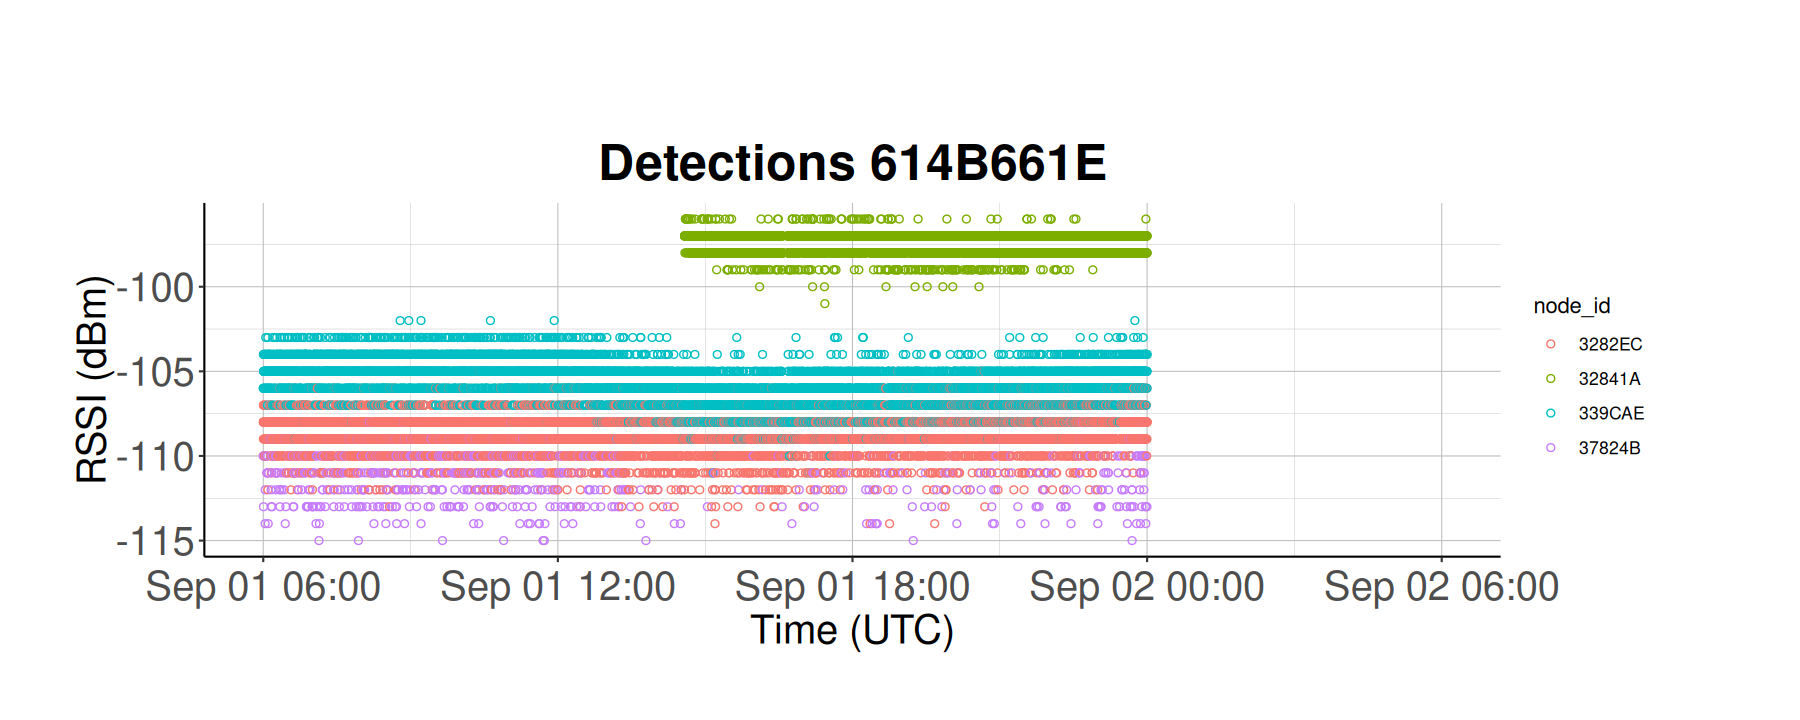 Detections 614B661E
RSSI (dBm)
-100
-105
-110
-115
Sep 01 06:00
Sep 01 12:00
Sep 01 18:00
Sep 02 00:00
Sep 02 06:00
Time (UTC)
node_id
3282EC
32841A
339CAE
37824B